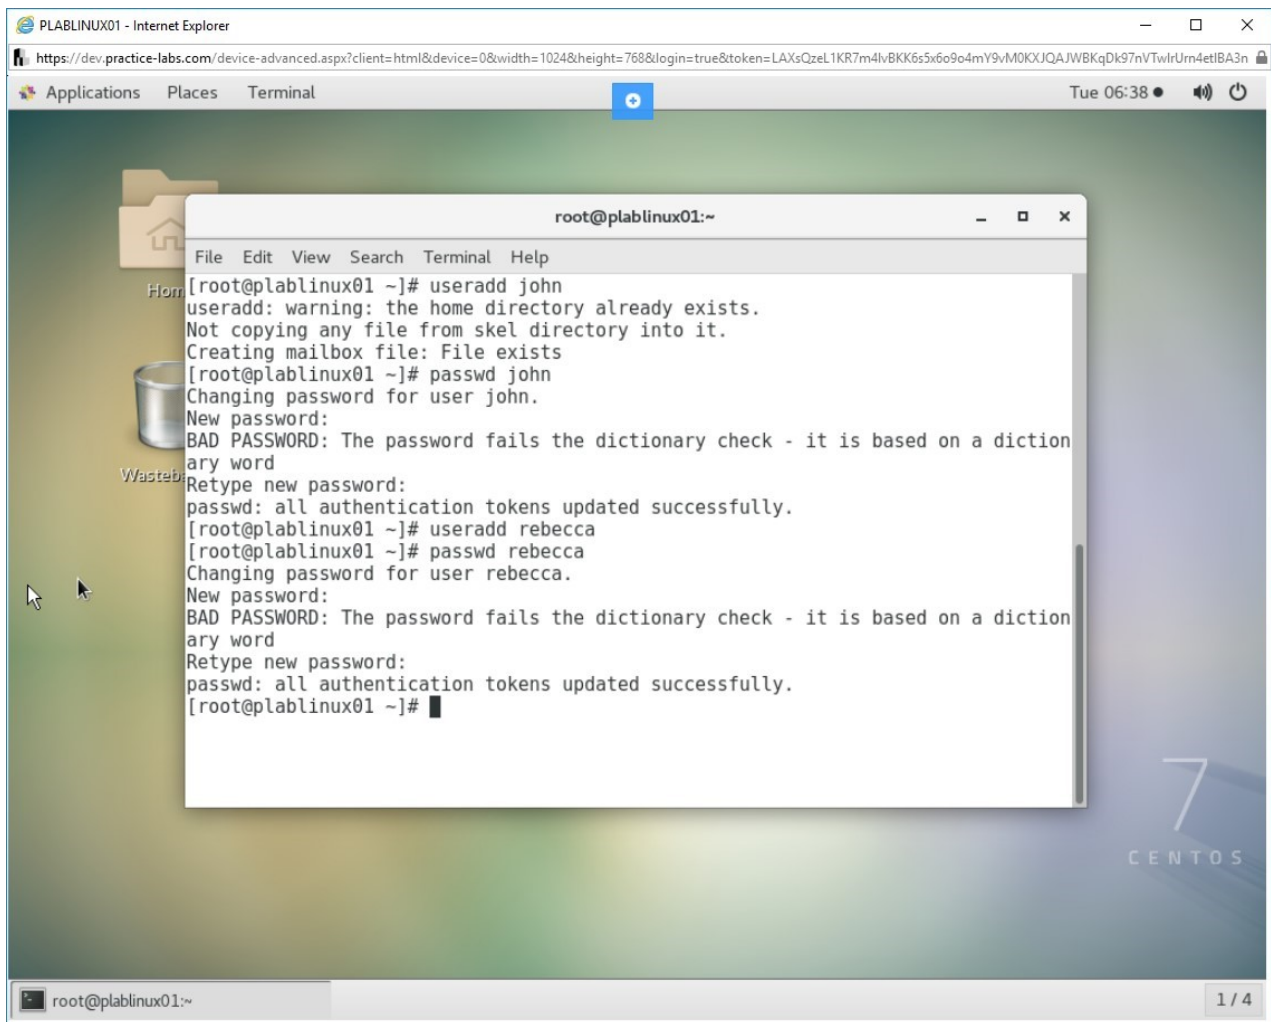 PLABLINUX01 - Internet Explorer
https://dev.practice-labs.com/device-advanced.aspx?client=html&device=0&width=1024&height=768&login=true&token=
Applications Places Terminal
Tue 06:38
root@plablinux01:~
File Edit View Search Terminal Help
Hom
[root@plablinux01 ~]# useradd john
useradd: warning: the home directory already exists.
Not copying any file from skel directory into it.
Creating mailbox file: File exists
[root@plablinux01 ~]# passwd john
Changing password for user john.
New password:
BAD PASSWORD: The password fails the dictionary check - it is based on a diction
ary word
Wasteb
Retype new password:
passwd: all authentication tokens updated successfully.
[root@plablinux01 ~]# useradd rebecca
[root@plablinux01 ~]# passwd rebecca
Changing password for user rebecca.
New password:
BAD PASSWORD: The password fails the dictionary check - it is based on a diction
ary word
Retype new password:
passwd: all authentication tokens updated successfully.
[root@plablinux01 ~]#
7
CENTOS
root@plablinux01:~
1 / 4